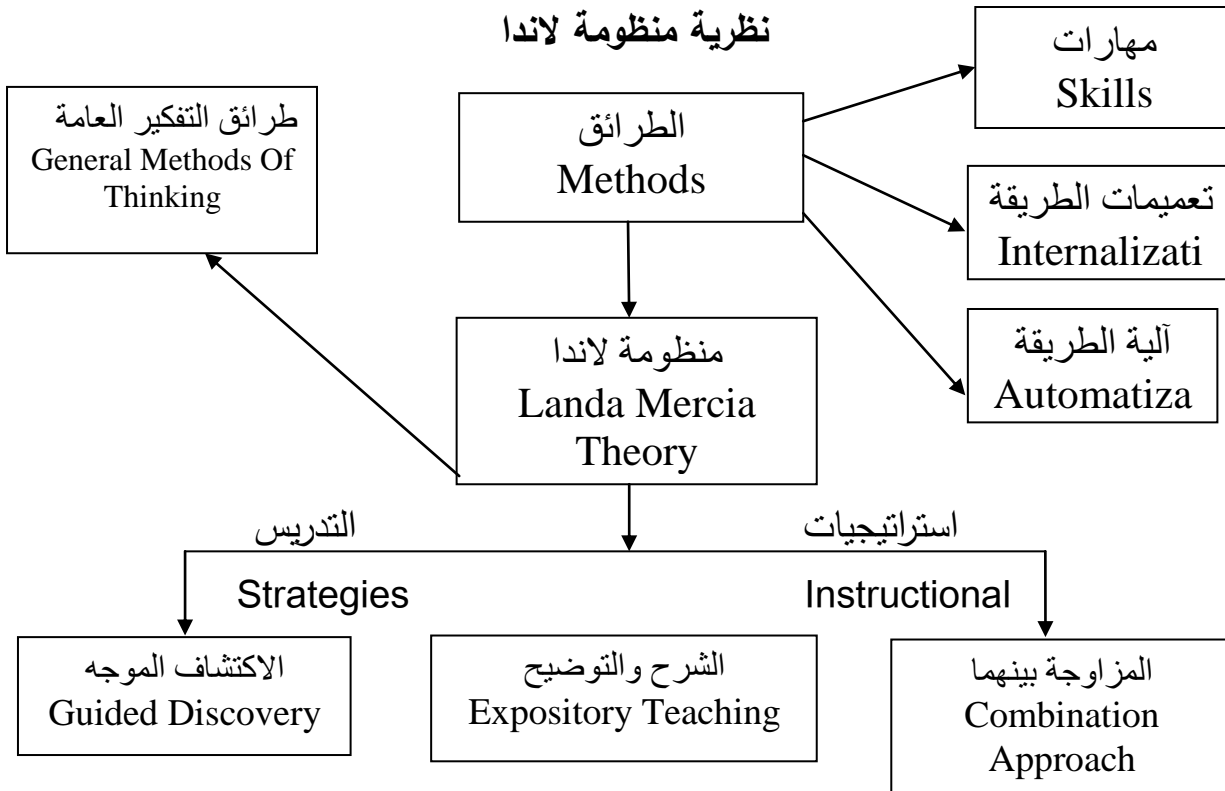 نظرية منظومة لاندا
مهارات
Skills
طرائق التفكير العامة
General Methods Of
Thinking
الطرائق
Methods
تعميمات الطريقة
Internalizati
آلية الطريقة
Automatiza
منظومة لاندا
Landa Mercia
Theory
استراتيجيات
التدريس
Strategies
Instructional
الاكتشاف الموجه
Guided Discovery
الشرح والتوضيح
Expository Teaching
المزاوجة بينهما
Combination
Approach